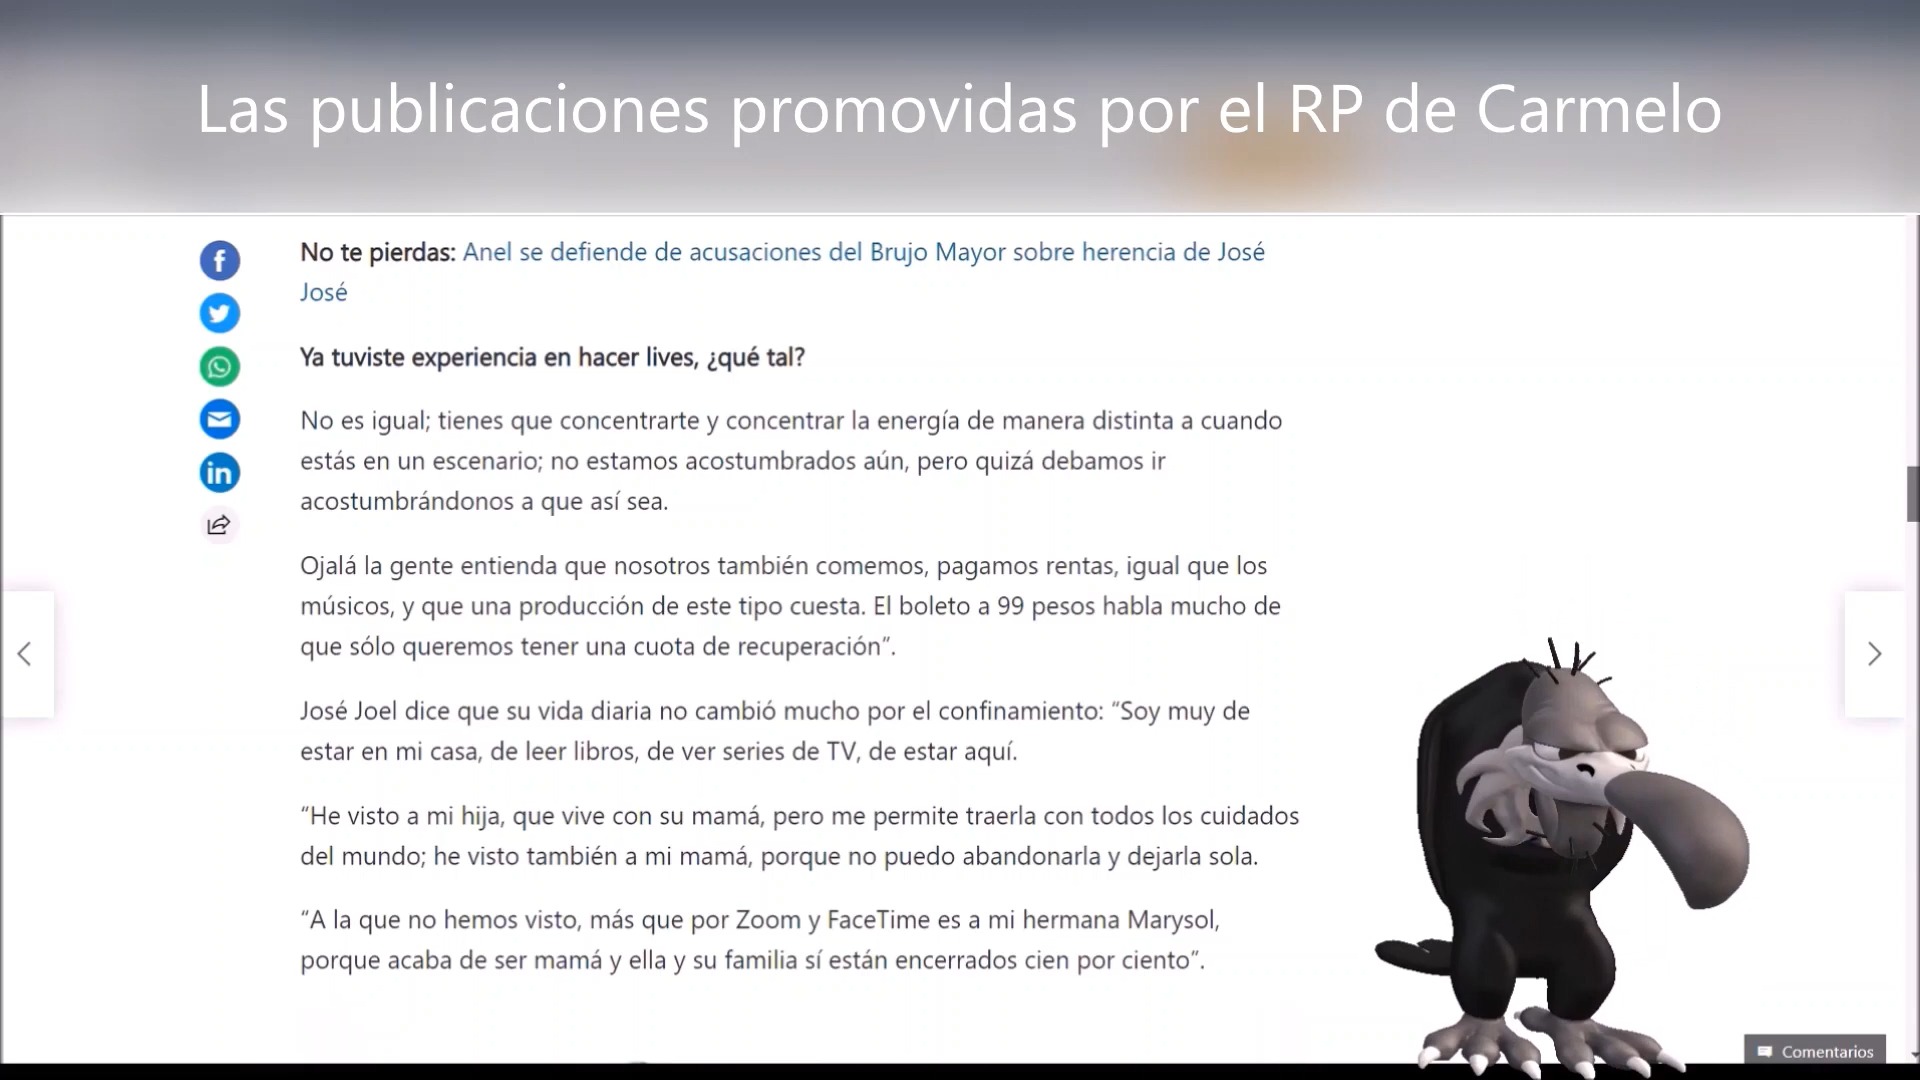 Las publicaciones promovidas por el RP de Carmelo
No te pierdas: Anel se defiende de acusaciones del Brujo Mayor sobre herencia de José
José
Ya tuviste experiencia en hacer lives, ¿qué tal?
No es igual; tienes que concentrarte y concentrar la energía de manera distinta a cuando
estás en un escenario; no estamos acostumbrados aún, pero quizá debamos ir
acostumbrándonos a que así sea.
Ojalá la gente entienda que nosotros también comemos, pagamos rentas, igual que los
músicos, y que una producción de este tipo cuesta. El boleto a 99 pesos habla mucho de
que sólo queremos tener una cuota de recuperación”.
José Joel dice que su vida diaria no cambió mucho por el confinamiento: “Soy muy de
estar en mi casa, de leer libros, de ver series de TV, de estar aquí.
“He visto a mi hija, que vive con su mamá, pero me permite traerla con todos los cuidados
del mundo; he visto también a mi mamá, porque no puedo abandonarla y dejarla sola.
“A la que no hemos visto, más que por Zoom y FaceTime es a mi hermana Marysol,
porque acaba de ser mamá y ella y su familia sí están encerrados cien por ciento”.
Comentarios